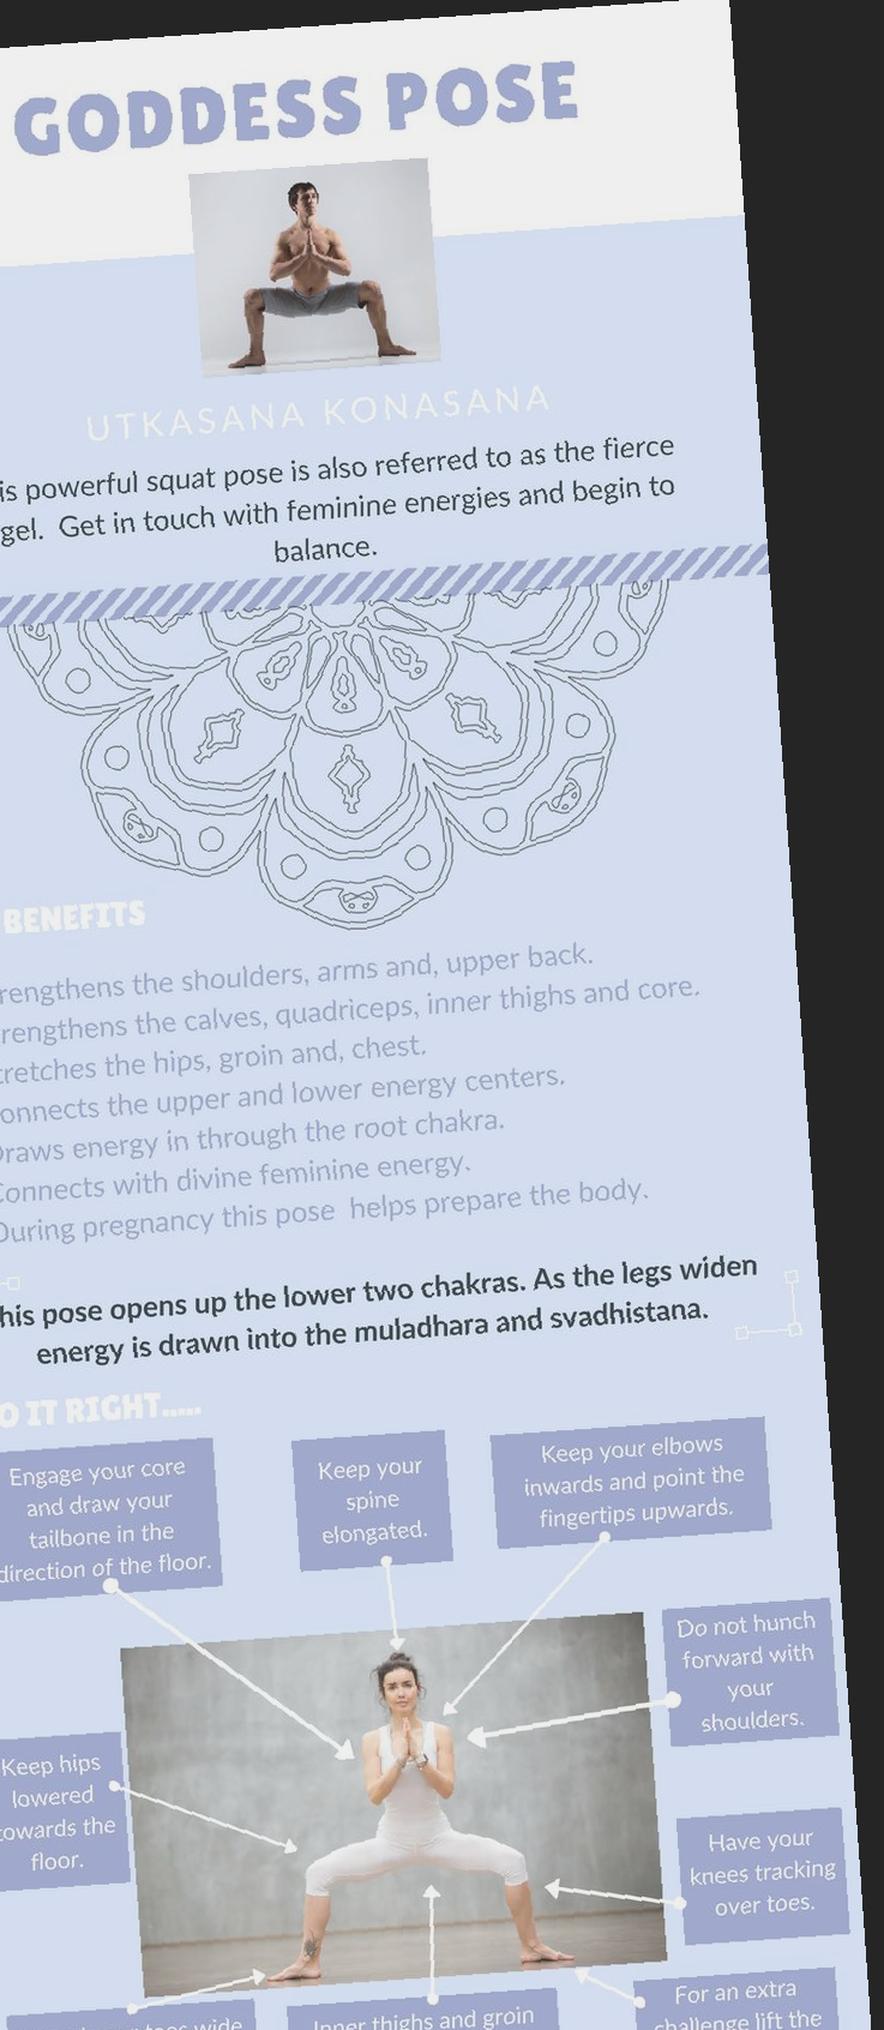 GODDESS POSE
UTKASANA KONASANA
is powerful squat pose is also referred to as the fierce
gel. Get in touch with feminine energies and begin to
balance.
BENEFITS
rengthens the shoulders, arms and, upper back.
rengthens the calves, quadriceps, inner thighs and core.
tretches the hips, groin and, chest.
onnects the upper and lower energy centers.
Draws energy in through the root chakra.
Connects with divine feminine energy.
During pregnancy this pose helps prepare the body.
his pose opens up the lower two chakras. As the legs widen
energy is drawn into the muladhara and svadhistana.
O IT RIGHT.....
Engage your core
and draw your
tailbone in the
direction of the floor.
Keep your
spine
elongated.
Keep your elbows
inwards and point the
fingertips upwards.
Do not hunch
forward with
your
shoulders.
Keep hips
lowered
towards the
floor.
Have your
knees tracking
over toes.
toes wide
Inner thighs and groin
For an extra
challenge lift the